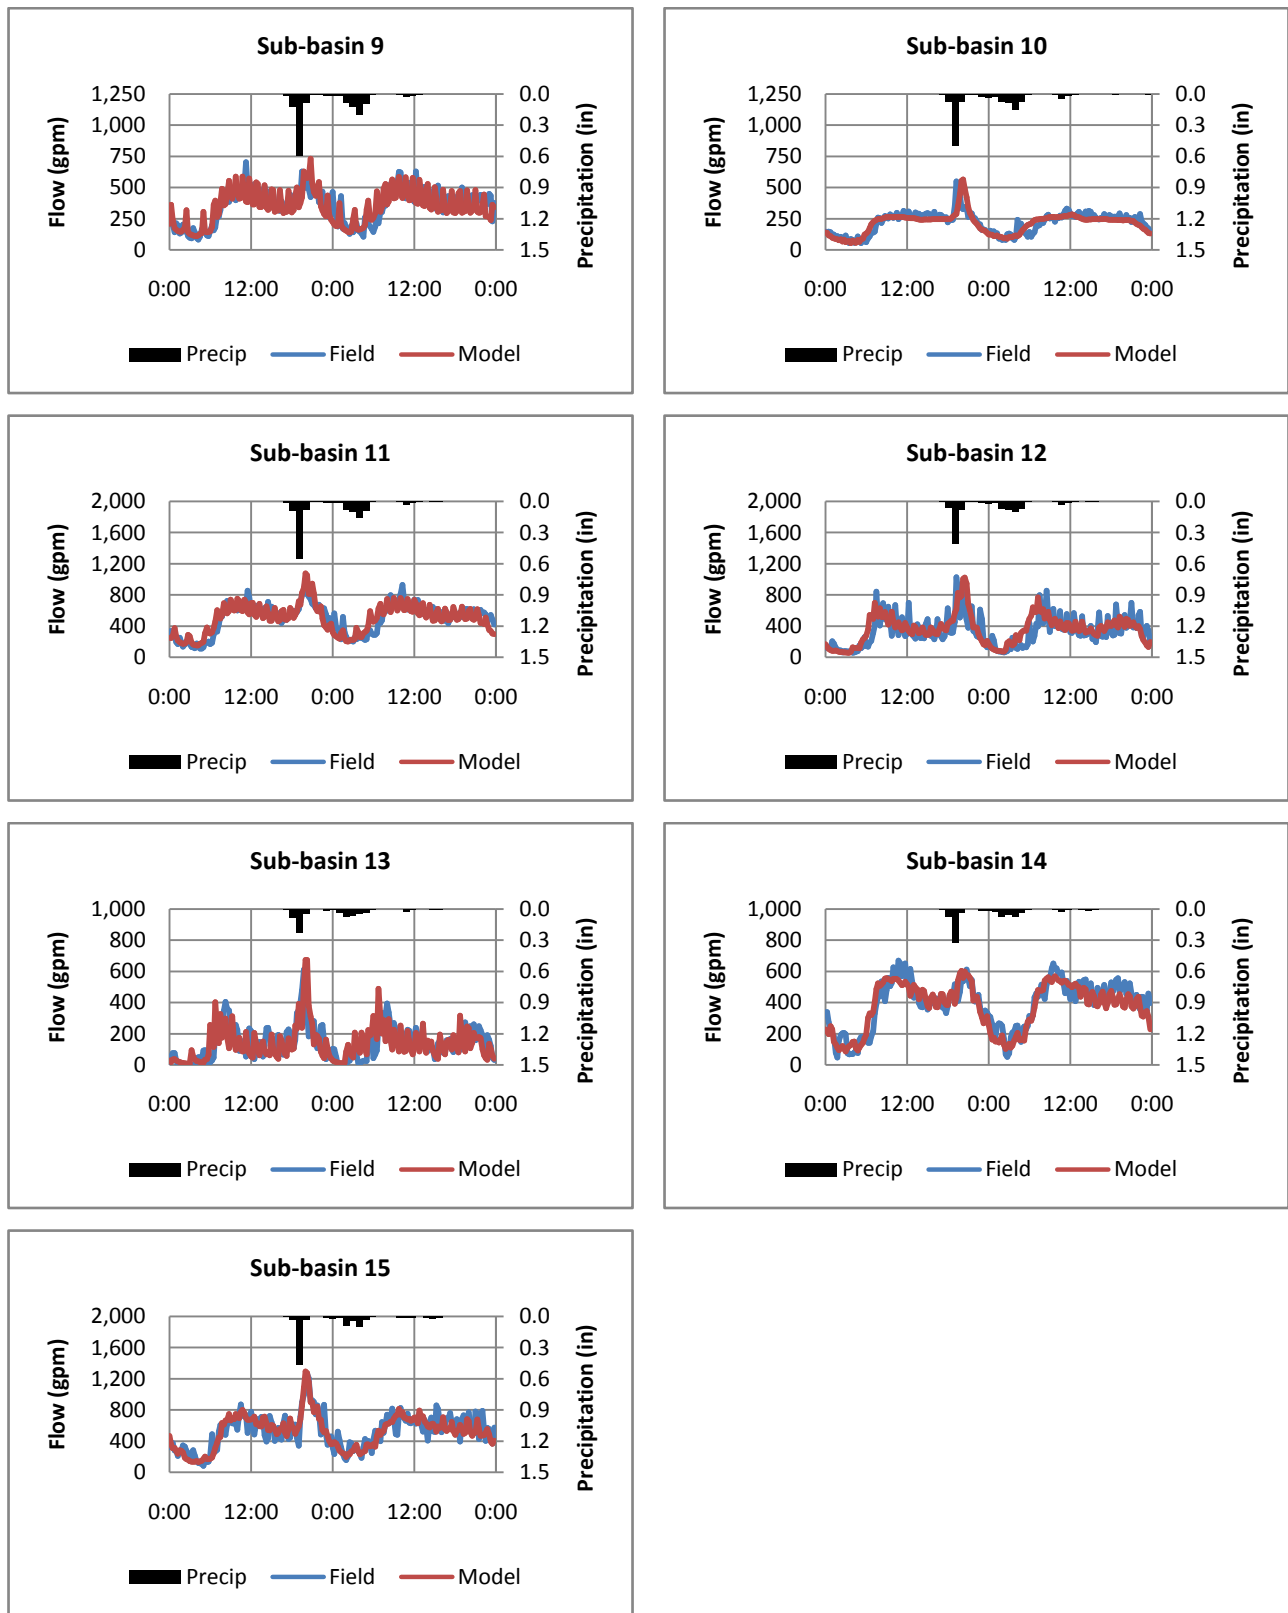 Sub-basin 9
1,250 1,000 750 500 250 0
Flow (gpm)
0.0 0.3 0.6 0.9 1.2 1.5
Precipitation (in)
0:00 12:00 0:00 12:00 0:00
Precip Field Model
Sub-basin 10
1,250 1,000 750 500 250 0
Flow (gpm)
0.0 0.3 0.6 0.9 1.2 1.5
Precipitation (in)
0:00 12:00 0:00 12:00 0:00
Precip Field Model
Sub-basin 11
2,000 1,600 1,200 800 400 0
Flow (gpm)
0.0 0.3 0.6 0.9 1.2 1.5
Precipitation (in)
0:00 12:00 0:00 12:00 0:00
Precip Field Model
Sub-basin 12
2,000 1,600 1,200 800 400 0
Flow (gpm)
0.0 0.3 0.6 0.9 1.2 1.5
Precipitation (in)
0:00 12:00 0:00 12:00 0:00
Precip Field Model
Sub-basin 13
1,000 800 600 400 200 0
Flow (gpm)
0.0 0.3 0.6 0.9 1.2 1.5
Precipitation (in)
0:00 12:00 0:00 12:00 0:00
Precip Field Model
Sub-basin 14
1,000 800 600 400 200 0
Flow (gpm)
0.0 0.3 0.6 0.9 1.2 1.5
Precipitation (in)
0:00 12:00 0:00 12:00 0:00
Precip Field Model
Sub-basin 15
2,000 1,600 1,200 800 400 0
Flow (gpm)
0.0 0.3 0.6 0.9 1.2 1.5
Precipitation (in)
0:00 12:00 0:00 12:00 0:00
Precip Field Model